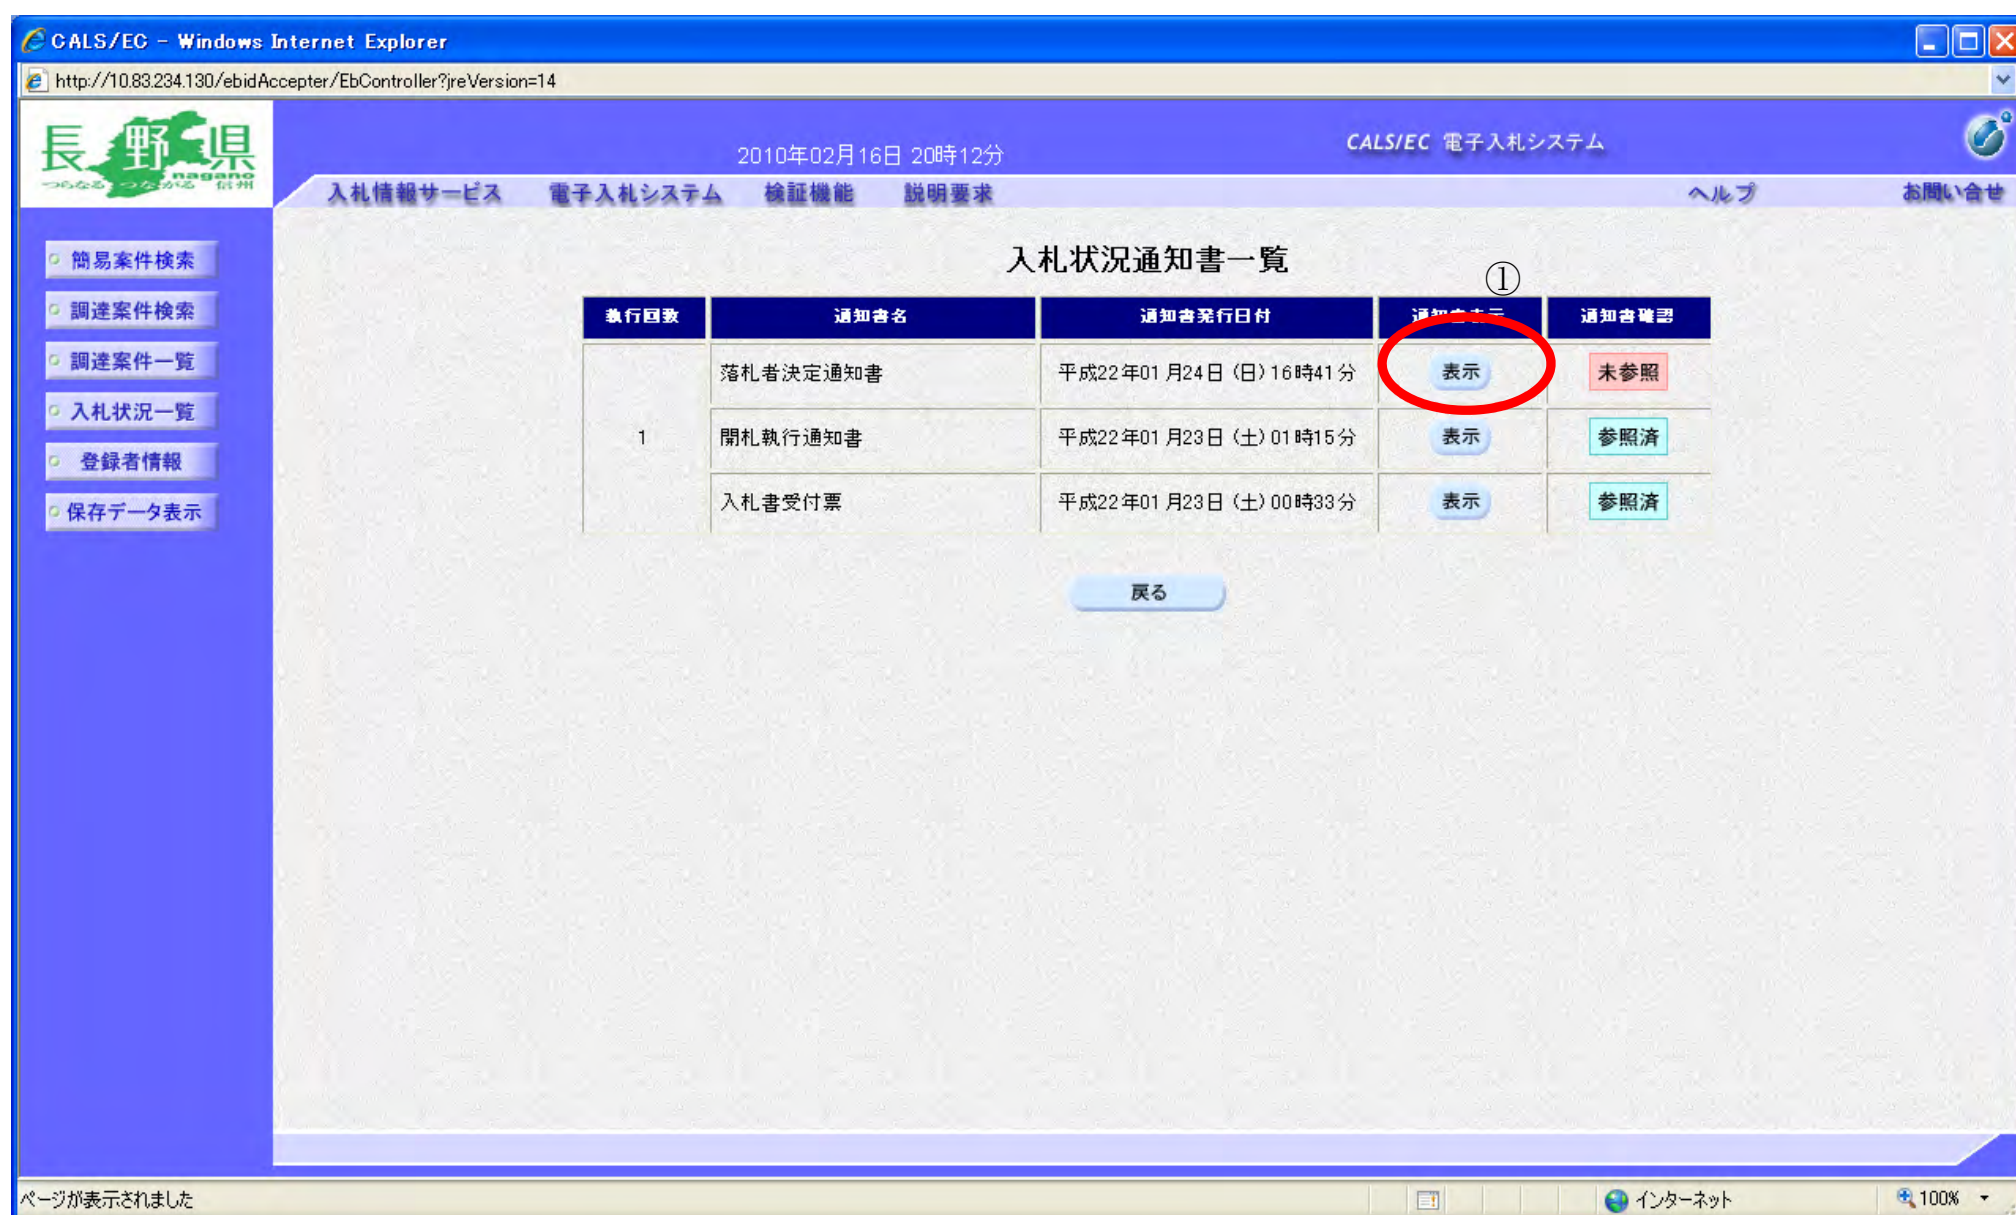 CALS/EC - Windows Internet Explorer
http://10.83.234.130/ebidAccepter/EbController?jreVersion=14
長野県
nagano
つらなる つながる 信州
2010年02月16日 20時12分
CALS/EC 電子入札システム
入札情報サービス 電子入札システム 検証機能 説明要求 ヘルプ お問い合せ
簡易案件検索
調達案件検索
調達案件一覧
入札状況一覧
登録者情報
保存データ表示
入札状況通知書一覧
①
執行回数 通知書名 通知書発行日付 通知書表示 通知書確認
落札者決定通知書 平成22年01月24日(日)16時41分 表示 未参照
1 開札執行通知書 平成22年01月23日(土)01時15分 表示 参照済
入札書受付票 平成22年01月23日(土)00時33分 表示 参照済
戻る
ページが表示されました インターネット 100%